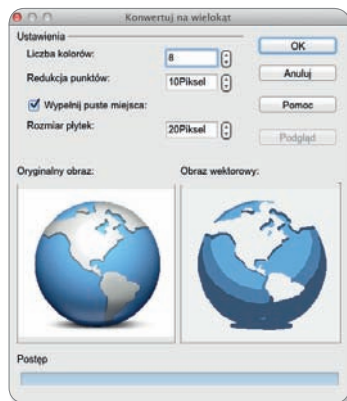 Konwertuj na wielokąt
Ustawienia
Liczba kolorów: 8
OK
Redukcja punktów: 10Piksel
Anuluj
Wypełnij puste miejsca:
Pomoc
Rozmiar płytek: 20Piksel
Podgląd
Oryginalny obraz:
Obraz wektorowy:
Postęp